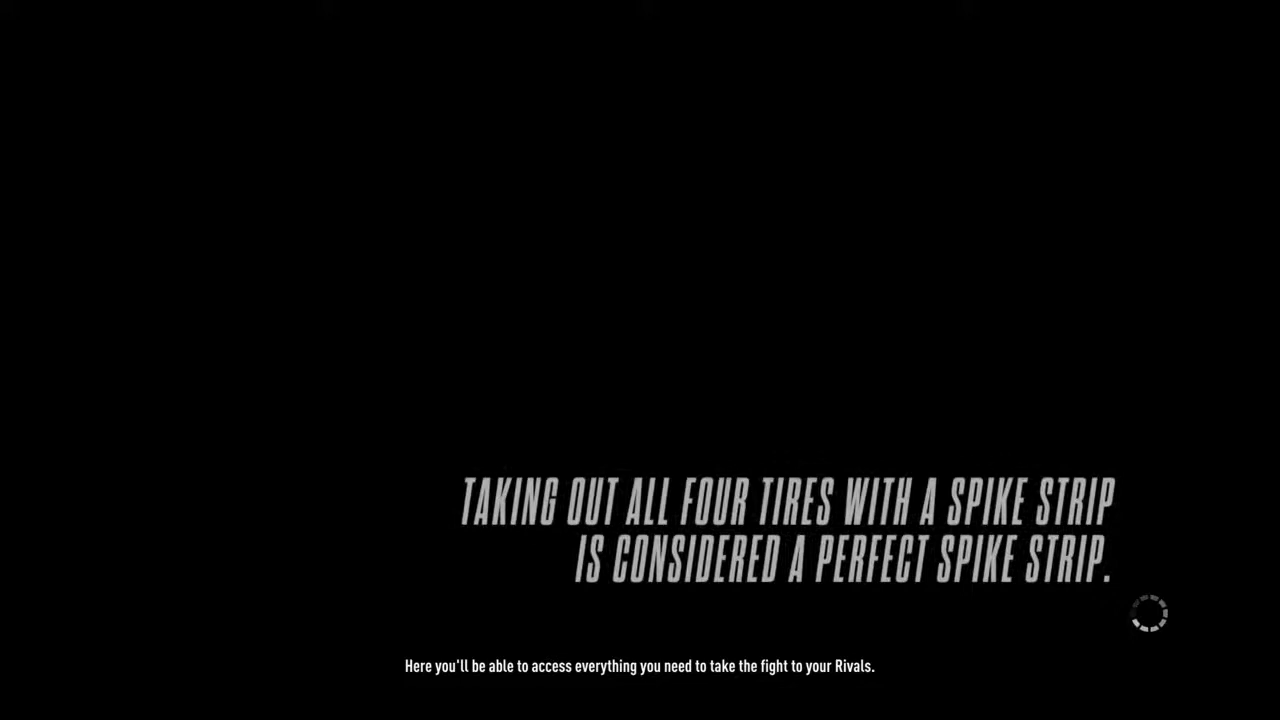 TAKING OUT ALL FOUR TIRES WITH A SPIKE STRIP
IS CONSIDERED A PERFECT SPIKE STRIP.
Here you'll be able to access everything you need to take the fight to your Rivals.